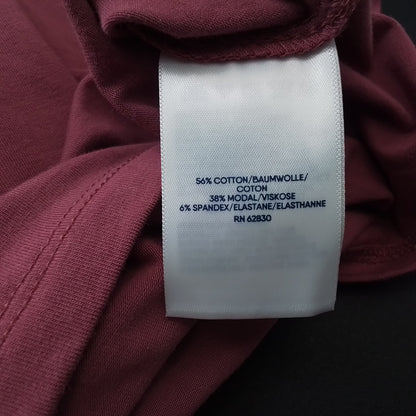 56% COTTON/BAUMWOLLE/
COTON
38% MODAL/VISKOSE
6% SPANDEX/ELASTANE/ELASTHANNE
RN 62830